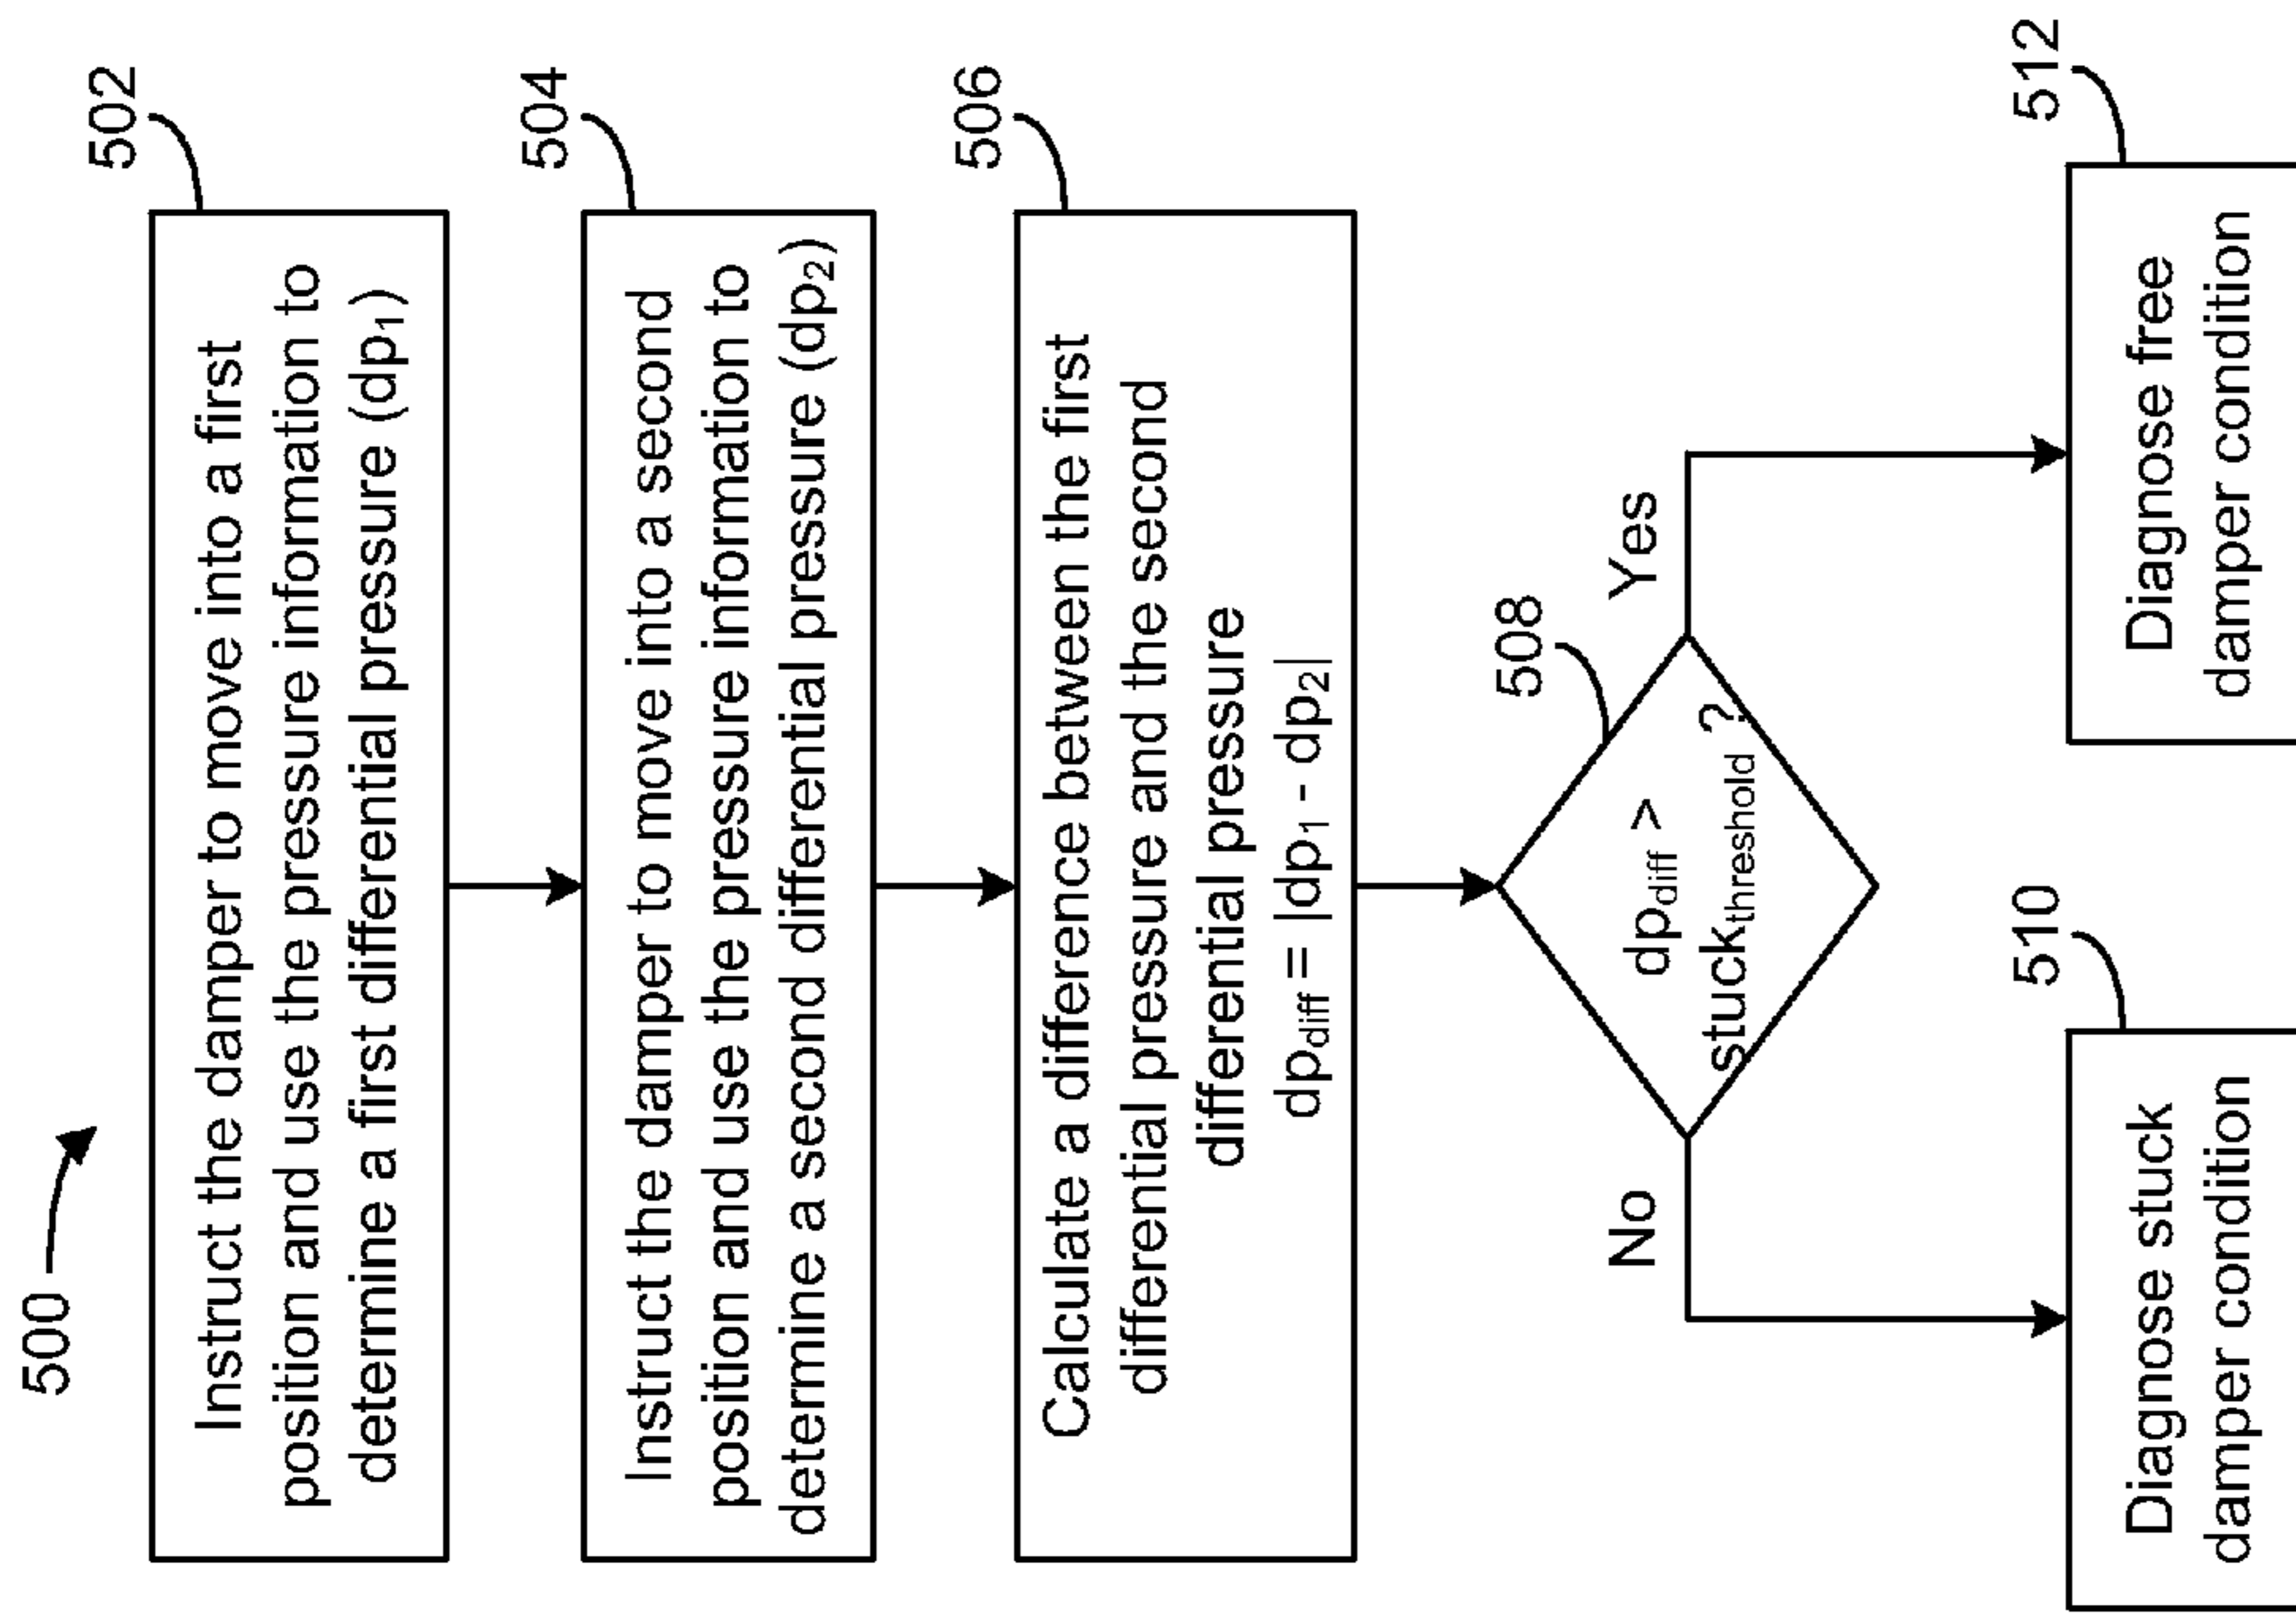 500
502
Instruct the damper to move into a first
position and use the pressure information to
determine a first differential pressure (dp₁)
504
Instruct the damper to move into a second
position and use the pressure information to
determine a second differential pressure (dp₂)
506
Calculate a difference between the first
differential pressure and the second
differential pressure
dp_diff = |dp₁ - dp₂|
508
dp_diff >
stuck_threshold ?
No
Yes
510
Diagnose stuck
damper condition
512
Diagnose free
damper condition